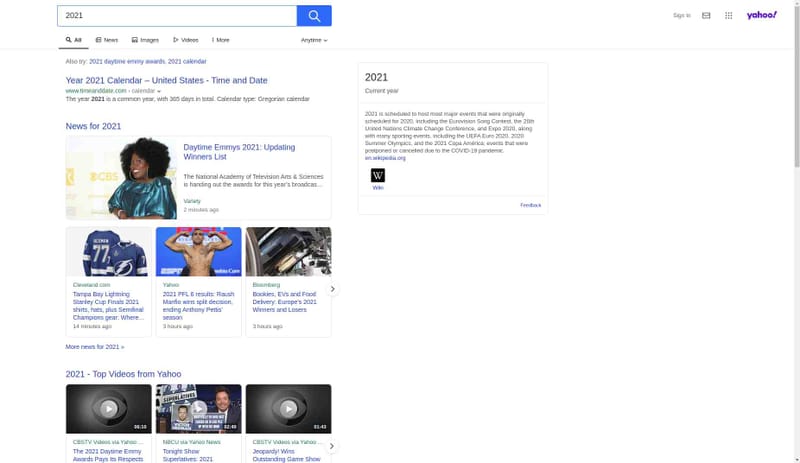 2021
Sign In
yahoo!
All
News
Images
Videos
More
Anytime
Also try: 2021 daytime emmy awards, 2021 calendar
Year 2021 Calendar – United States - Time and Date
www.timeanddate.com › calendar
The year 2021 is a common year, with 365 days in total. Calendar type: Gregorian calendar
News for 2021
CBS
Daytime Emmys 2021: Updating
Winners List
The National Academy of Television Arts & Sciences
is handing out the awards for this year's broadcas...
Variety
2 minutes ago
77
Cleveland.com
Tampa Bay Lightning
Stanley Cup Finals 2021
shirts, hats, plus Semifinal
Champions gear: Where...
14 minutes ago
Yahoo
2021 PFL 6 results: Raush
Manfio wins split decision,
ending Anthony Pettis'
season
3 hours ago
Bloomberg
Bookies, EVs and Food
Delivery: Europe's 2021
Winners and Losers
3 hours ago
More news for 2021 »
2021 - Top Videos from Yahoo
06:10
CBSTV Videos via Yahoo ...
The 2021 Daytime Emmy
Awards Pays Its Respects
SUPERLATIVES
02:49
NBCU via Yahoo News
Tonight Show
Superlatives: 2021
01:43
CBSTV Videos via Yahoo ...
Jeopardy! Wins
Outstanding Game Show
2021
Current year
2021 is scheduled to host most major events that were originally
scheduled for 2020, including the Eurovision Song Contest, the 26th
United Nations Climate Change Conference, and Expo 2020, along
with many sporting events, including the UEFA Euro 2020, 2020
Summer Olympics, and the 2021 Copa América; events that were
postponed or canceled due to the COVID-19 pandemic.
en.wikipedia.org
W
Wiki
Feedback